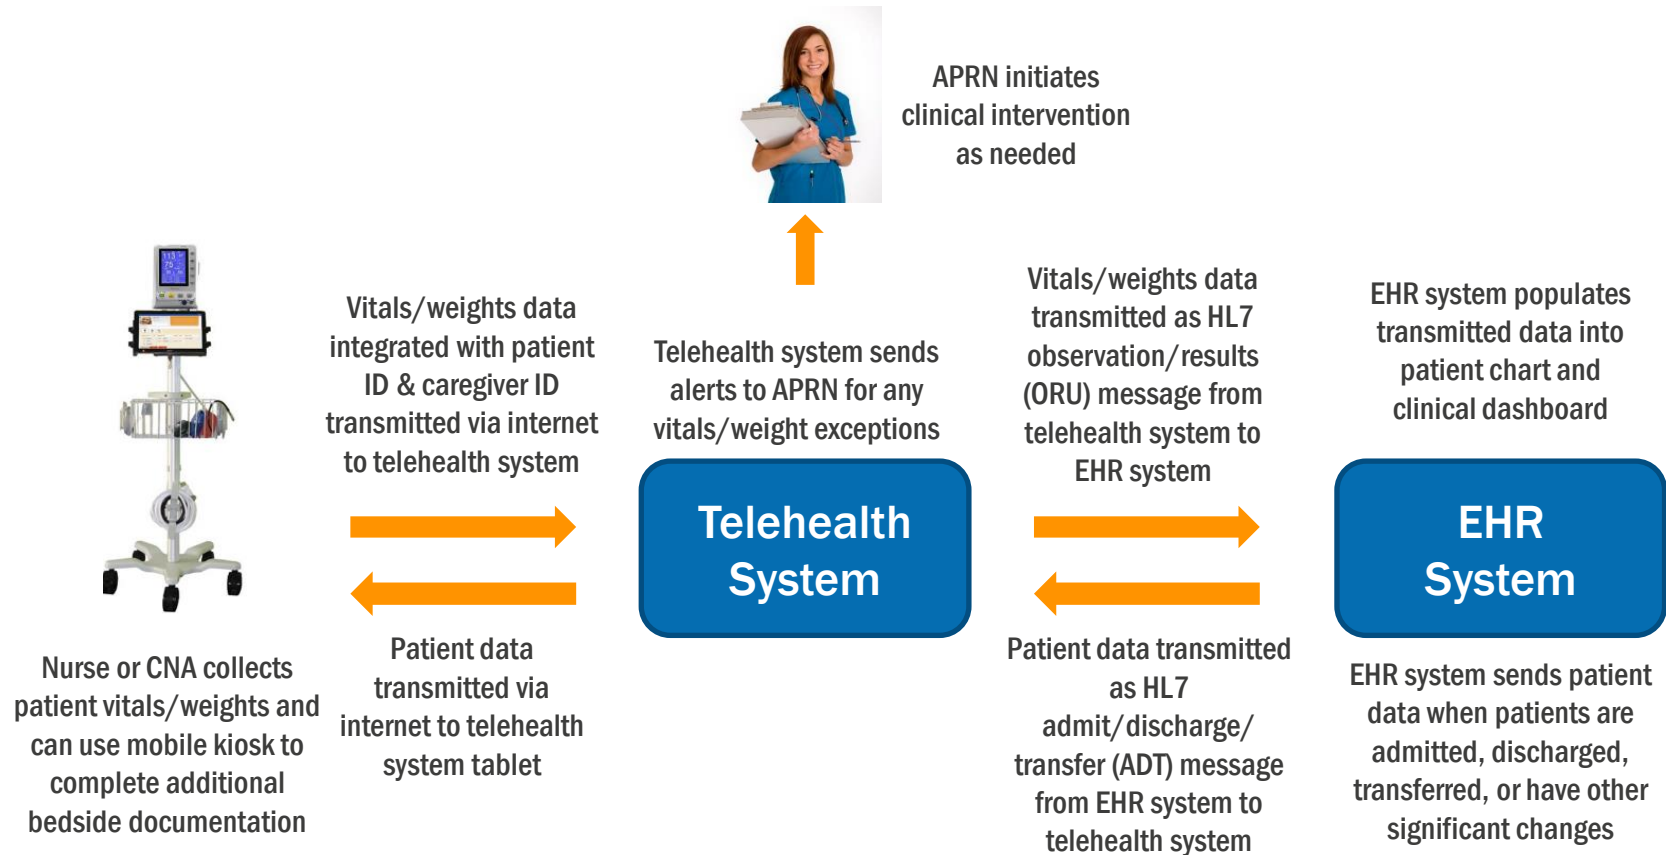 APRN initiates
clinical intervention
as needed
Vitals/weights data
integrated with patient
ID & caregiver ID
transmitted via internet
to telehealth system
Telehealth system sends
alerts to APRN for any
vitals/weight exceptions
Vitals/weights data
transmitted as HL7
observation/results
(ORU) message from
telehealth system to
EHR system
EHR system populates
transmitted data into
patient chart and
clinical dashboard
Telehealth
System
EHR
System
Nurse or CNA collects
patient vitals/weights and
can use mobile kiosk to
complete additional
bedside documentation
Patient data
transmitted via
internet to telehealth
system tablet
Patient data transmitted
as HL7
admit/discharge/
transfer (ADT) message
from EHR system to
telehealth system
EHR system sends patient
data when patients are
admitted, discharged,
transferred, or have other
significant changes